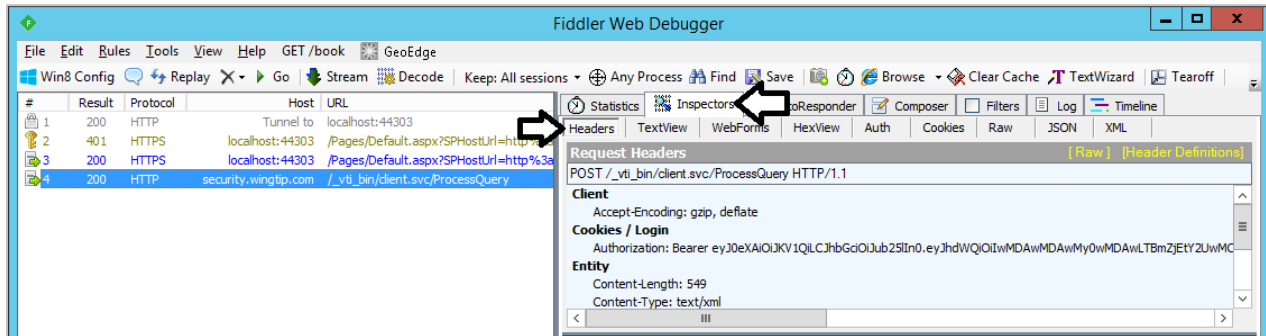 Fiddler Web Debugger
File Edit Rules Tools View Help GET /book GeoEdge
Win8 Config Replay X Go Stream Decode Keep: All sessions Any Process Find Save Browse Clear Cache TextWizard Tearoff
# Result Protocol Host URL
1 200 HTTP Tunnel to localhost:44303
2 401 HTTPS localhost:44303 /Pages/Default.aspx?SPHostUrl=http
3 200 HTTPS localhost:44303 /Pages/Default.aspx?SPHostUrl=http%3a
4 200 HTTP security.wingtip.com /_vti_bin/client.svc/ProcessQuery
Statistics Inspectors toResponder Composer Filters Log Timeline
Headers TextView WebForms HexView Auth Cookies Raw JSON XML
Request Headers [ Raw ] [Header Definitions]
POST /_vti_bin/client.svc/ProcessQuery HTTP/1.1
Client
Accept-Encoding: gzip, deflate
Cookies / Login
Authorization: Bearer eyJ0eXAiOiJKV1QiLCJhbGciOiJub25lIn0.eyJhdWQiOiIwMDAwMDAwMy0wMDAwLTBmZjEtY2UwMC
Entity
Content-Length: 549
Content-Type: text/xml